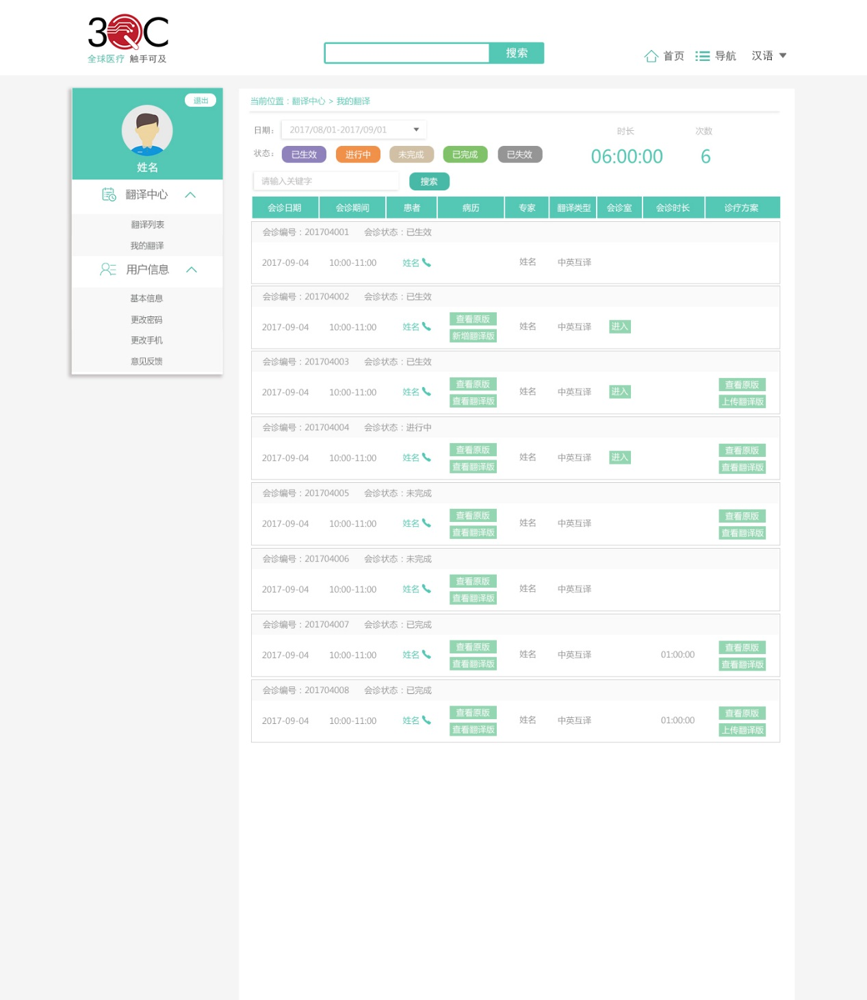 3QC
全球医疗 触手可及
搜索
首页 导航 汉语
退出
姓名
翻译中心
翻译列表
我的翻译
用户信息
基本信息
更改密码
更改手机
意见反馈
当前位置：翻译中心 > 我的翻译
日期： 2017/08/01-2017/09/01
状态： 已生效 进行中 未完成 已完成 已失效
时长 次数
06:00:00 6
请输入关键字 搜索
会诊日期 会诊期间 患者 病历 专家 翻译类型 会诊室 会诊时长 诊疗方案
会诊编号：201704001 会诊状态：已生效
2017-09-04 10:00-11:00 姓名 姓名 中英互译
会诊编号：201704002 会诊状态：已生效
查看原版
2017-09-04 10:00-11:00 姓名 姓名 中英互译 进入
新增翻译版
会诊编号：201704003 会诊状态：已生效
查看原版 查看原版
2017-09-04 10:00-11:00 姓名 姓名 中英互译 进入
查看翻译版 上传翻译版
会诊编号：201704004 会诊状态：进行中
查看原版 查看原版
2017-09-04 10:00-11:00 姓名 姓名 中英互译 进入
查看翻译版 查看翻译版
会诊编号：201704005 会诊状态：未完成
查看原版 查看原版
2017-09-04 10:00-11:00 姓名 姓名 中英互译
查看翻译版 查看翻译版
会诊编号：201704006 会诊状态：未完成
查看原版
2017-09-04 10:00-11:00 姓名 姓名 中英互译
查看翻译版
会诊编号：201704007 会诊状态：已完成
查看原版 查看原版
2017-09-04 10:00-11:00 姓名 姓名 中英互译 01:00:00
查看翻译版 查看翻译版
会诊编号：201704008 会诊状态：已完成
查看原版 查看原版
2017-09-04 10:00-11:00 姓名 姓名 中英互译 01:00:00
查看翻译版 上传翻译版